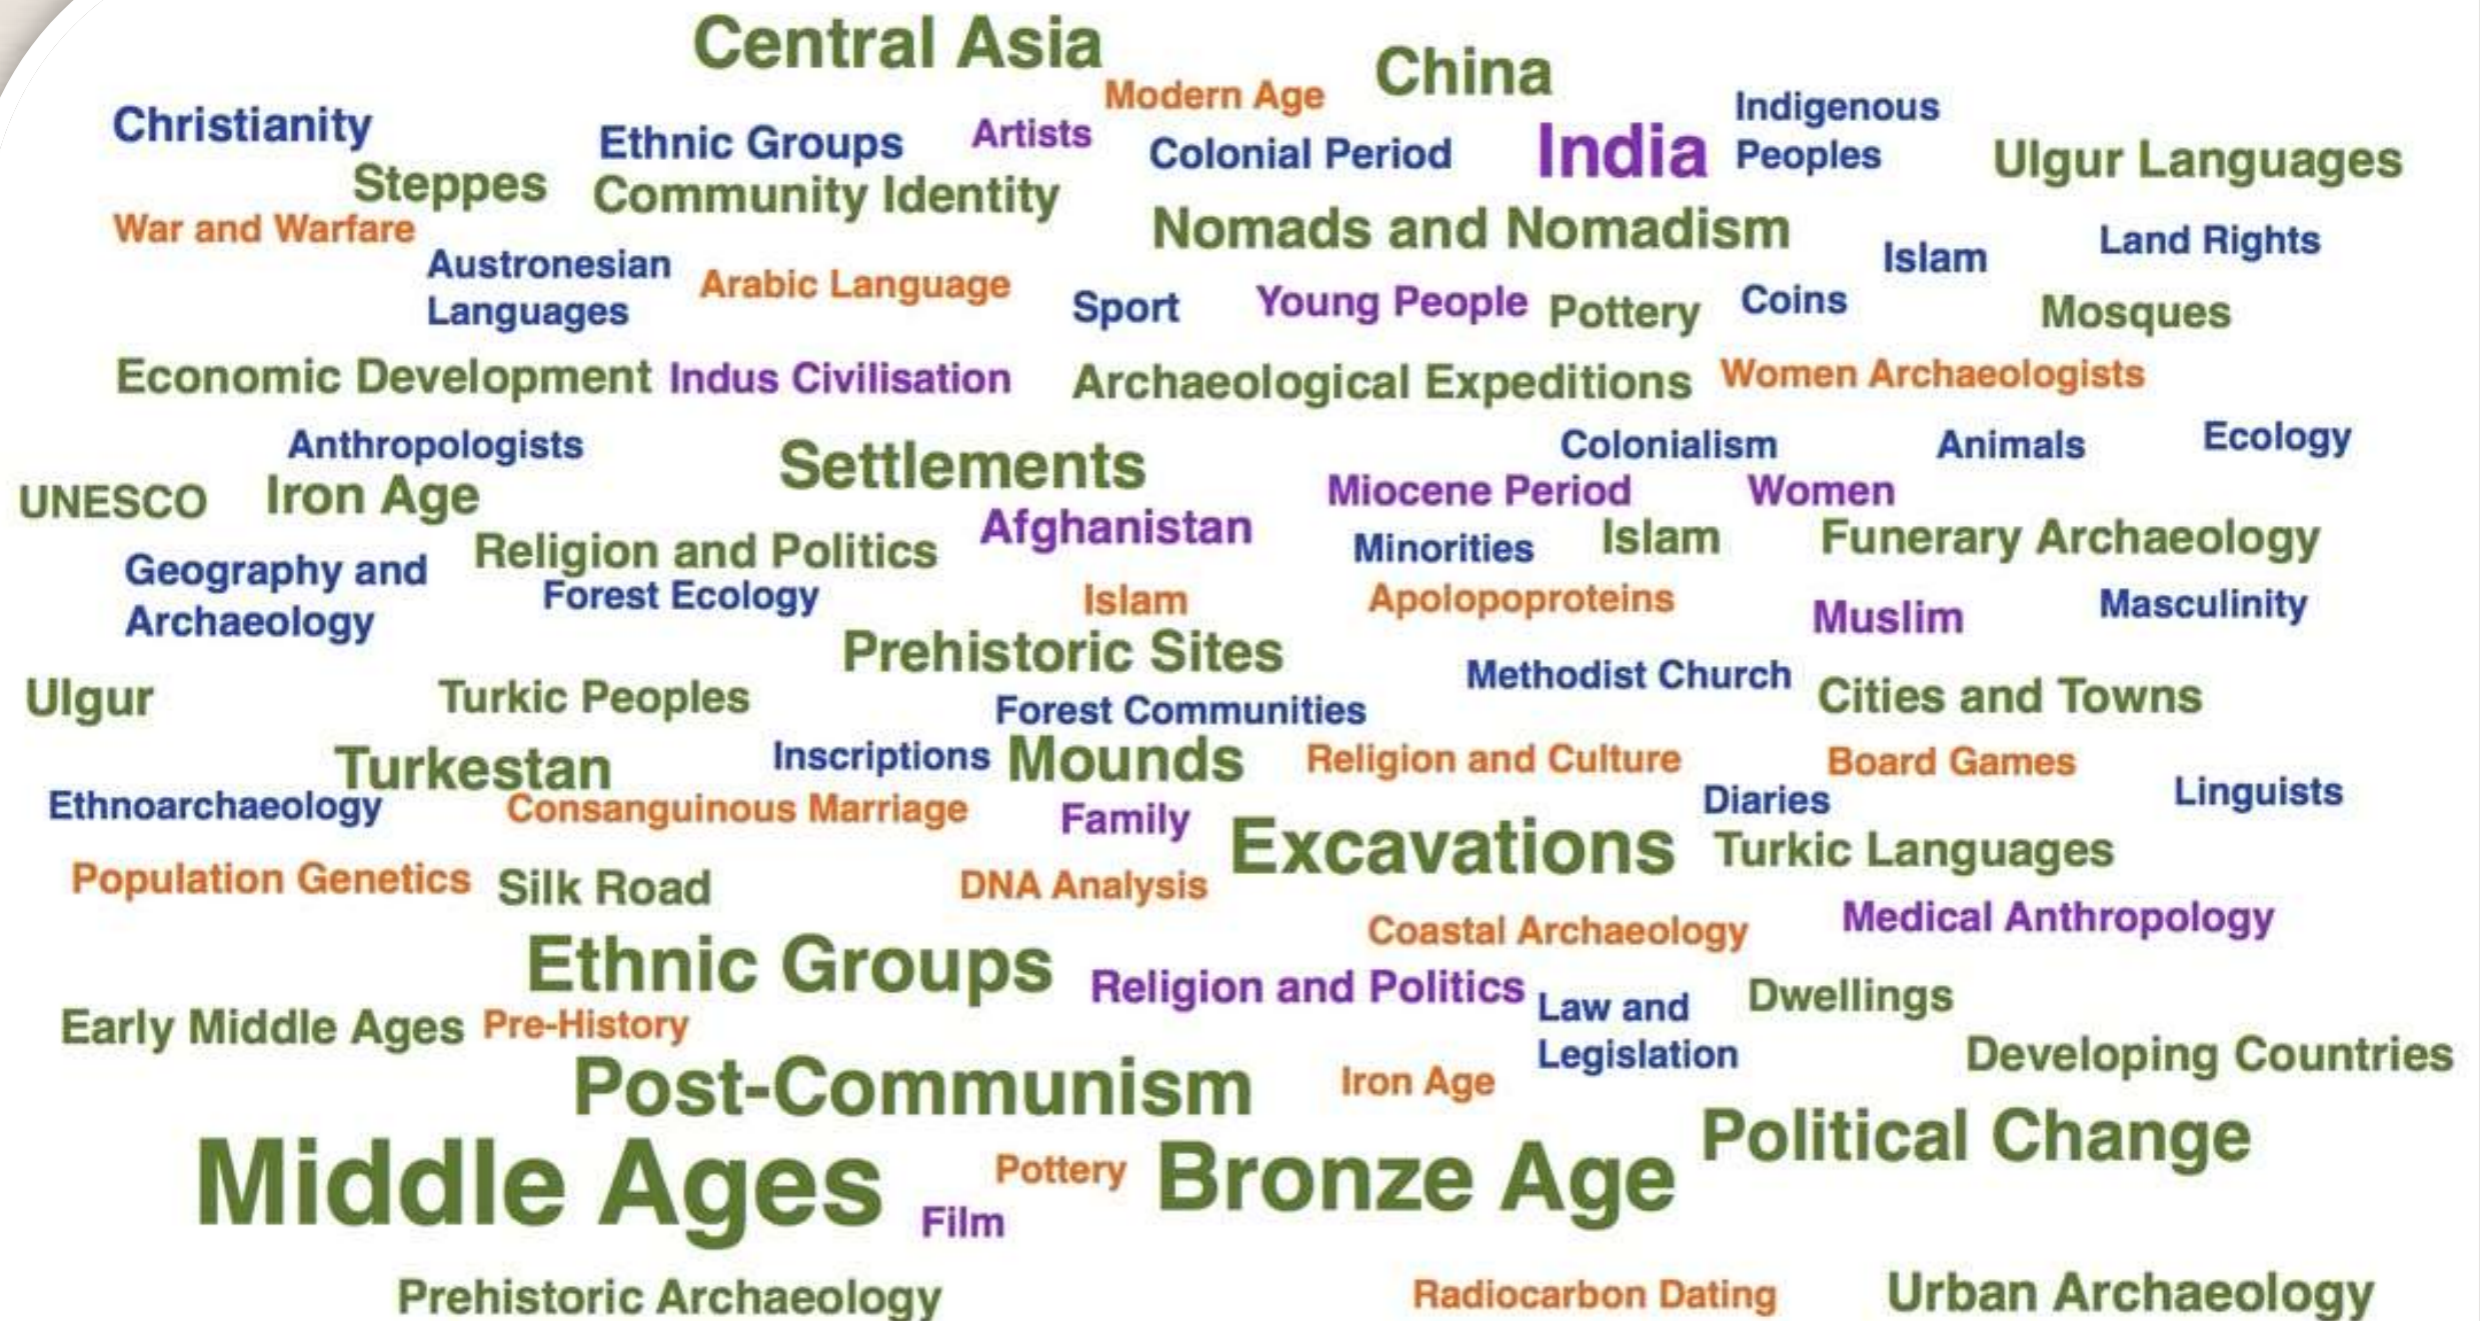 Central Asia
China
Modern Age
Christianity
Ethnic Groups
Artists
Colonial Period
India
Indigenous
Peoples
Ulgur Languages
Steppes
Community Identity
War and Warfare
Nomads and Nomadism
Islam
Land Rights
Austronesian
Languages
Arabic Language
Sport
Young People
Pottery
Coins
Mosques
Economic Development
Indus Civilisation
Archaeological Expeditions
Women Archaeologists
Anthropologists
Settlements
Colonialism
Animals
Ecology
UNESCO
Iron Age
Miocene Period
Women
Afghanistan
Religion and Politics
Minorities
Islam
Funerary Archaeology
Geography and
Archaeology
Forest Ecology
Islam
Apolopoproteins
Muslim
Masculinity
Prehistoric Sites
Methodist Church
Cities and Towns
Ulgur
Turkic Peoples
Forest Communities
Turkestan
Inscriptions
Mounds
Religion and Culture
Board Games
Ethnoarchaeology
Consanguinous Marriage
Family
Diaries
Linguists
Excavations
Turkic Languages
Population Genetics
Silk Road
DNA Analysis
Coastal Archaeology
Medical Anthropology
Ethnic Groups
Religion and Politics
Law and
Legislation
Dwellings
Early Middle Ages
Pre-History
Developing Countries
Post-Communism
Iron Age
Political Change
Middle Ages
Pottery
Bronze Age
Film
Prehistoric Archaeology
Radiocarbon Dating
Urban Archaeology